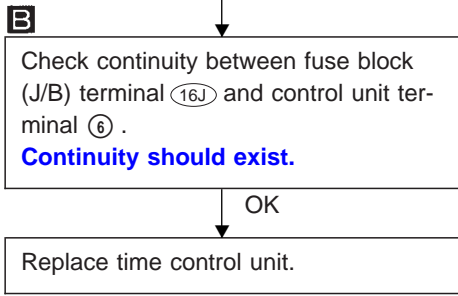 B
Check continuity between fuse block
(J/B) terminal 16J and control unit ter-
minal 6 .
Continuity should exist.
OK
Replace time control unit.